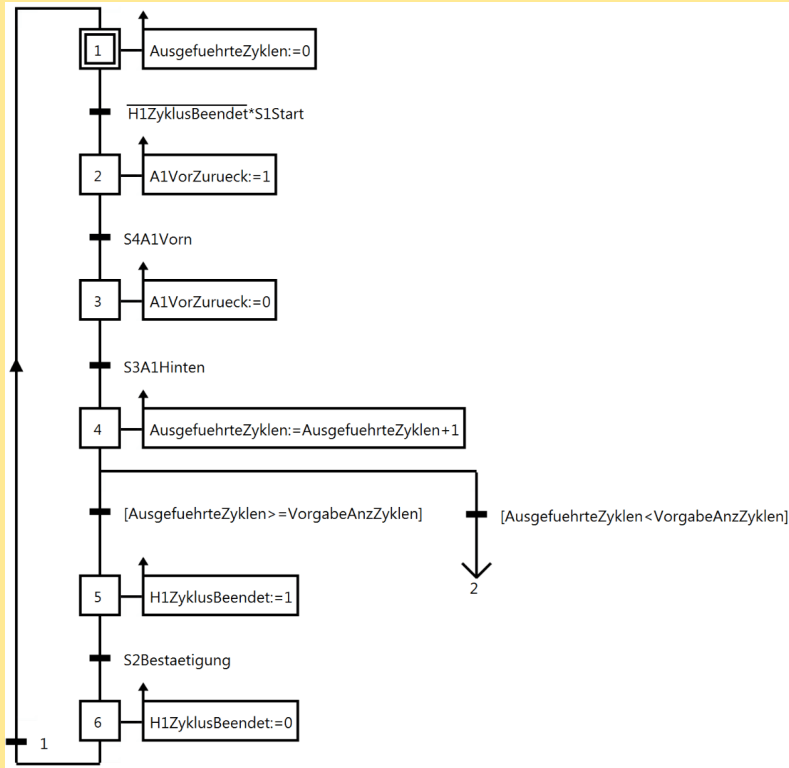 1
AusgefuehrteZyklen:=0
H1ZyklusBeendet*S1Start
2
A1VorZurueck:=1
S4A1Vorn
3
A1VorZurueck:=0
S3A1Hinten
4
AusgefuehrteZyklen:=AusgefuehrteZyklen+1
[AusgefuehrteZyklen>=VorgabeAnzZyklen]
[AusgefuehrteZyklen<VorgabeAnzZyklen]
2
5
H1ZyklusBeendet:=1
S2Bestaetigung
6
H1ZyklusBeendet:=0
1